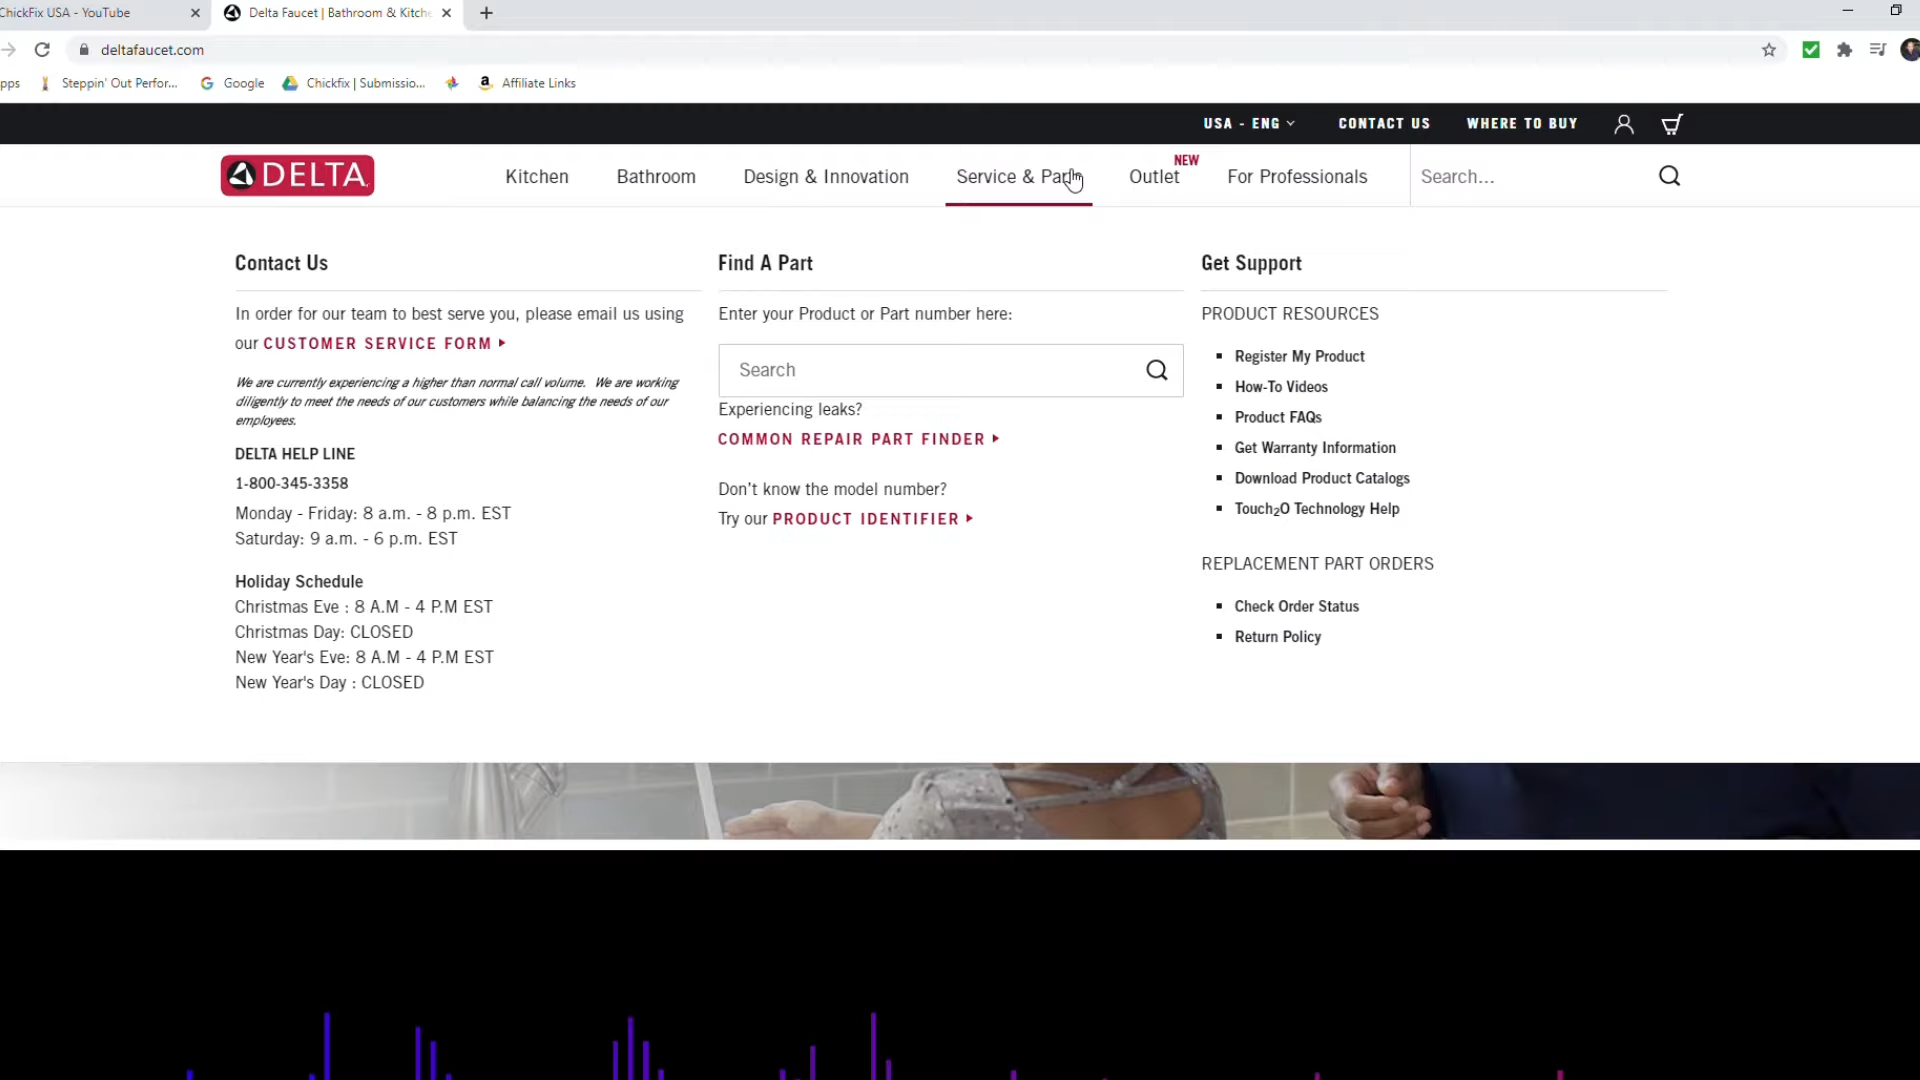 ChickFix USA - YouTube
Delta Faucet | Bathroom & Kitche
deltafaucet.com
pps
Steppin' Out Perfor...
Google
Chickfix | Submissio...
Affiliate Links
USA - ENG
CONTACT US
WHERE TO BUY
DELTA
Kitchen
Bathroom
Design & Innovation
Service & Parts
Outlet
NEW
For Professionals
Search...
Contact Us
In order for our team to best serve you, please email us using
our CUSTOMER SERVICE FORM
We are currently experiencing a higher than normal call volume. We are working
diligently to meet the needs of our customers while balancing the needs of our
employees.
DELTA HELP LINE
1-800-345-3358
Monday - Friday: 8 a.m. - 8 p.m. EST
Saturday: 9 a.m. - 6 p.m. EST
Holiday Schedule
Christmas Eve : 8 A.M - 4 P.M EST
Christmas Day: CLOSED
New Year's Eve: 8 A.M - 4 P.M EST
New Year's Day : CLOSED
Find A Part
Enter your Product or Part number here:
Search
Experiencing leaks?
COMMON REPAIR PART FINDER
Don't know the model number?
Try our PRODUCT IDENTIFIER
Get Support
PRODUCT RESOURCES
Register My Product
How-To Videos
Product FAQs
Get Warranty Information
Download Product Catalogs
Touch2O Technology Help
REPLACEMENT PART ORDERS
Check Order Status
Return Policy